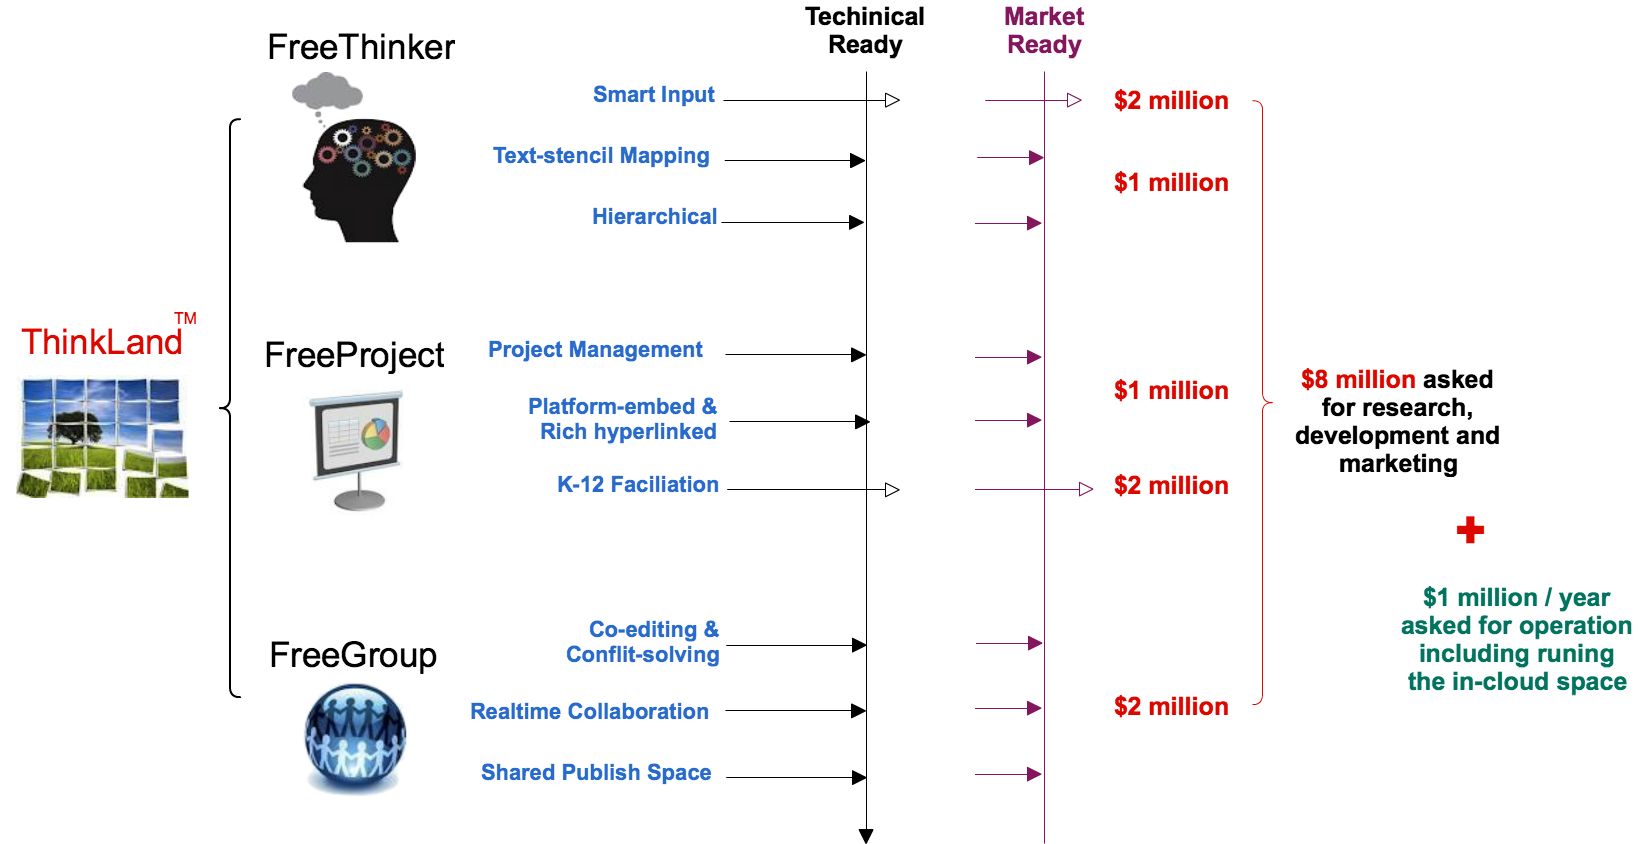 Techinical
Ready
Market
Ready
FreeThinker
Smart Input
$2 million
Text-stencil Mapping
$1 million
Hierarchical
ThinkLand TM
FreeProject
Project Management
$1 million
Platform-embed &
Rich hyperlinked
K-12 Faciliation
$2 million
$8 million asked
for research,
development and
marketing
$1 million / year
asked for operation
including runing
the in-cloud space
FreeGroup
Co-editing &
Conflit-solving
Realtime Collaboration
$2 million
Shared Publish Space